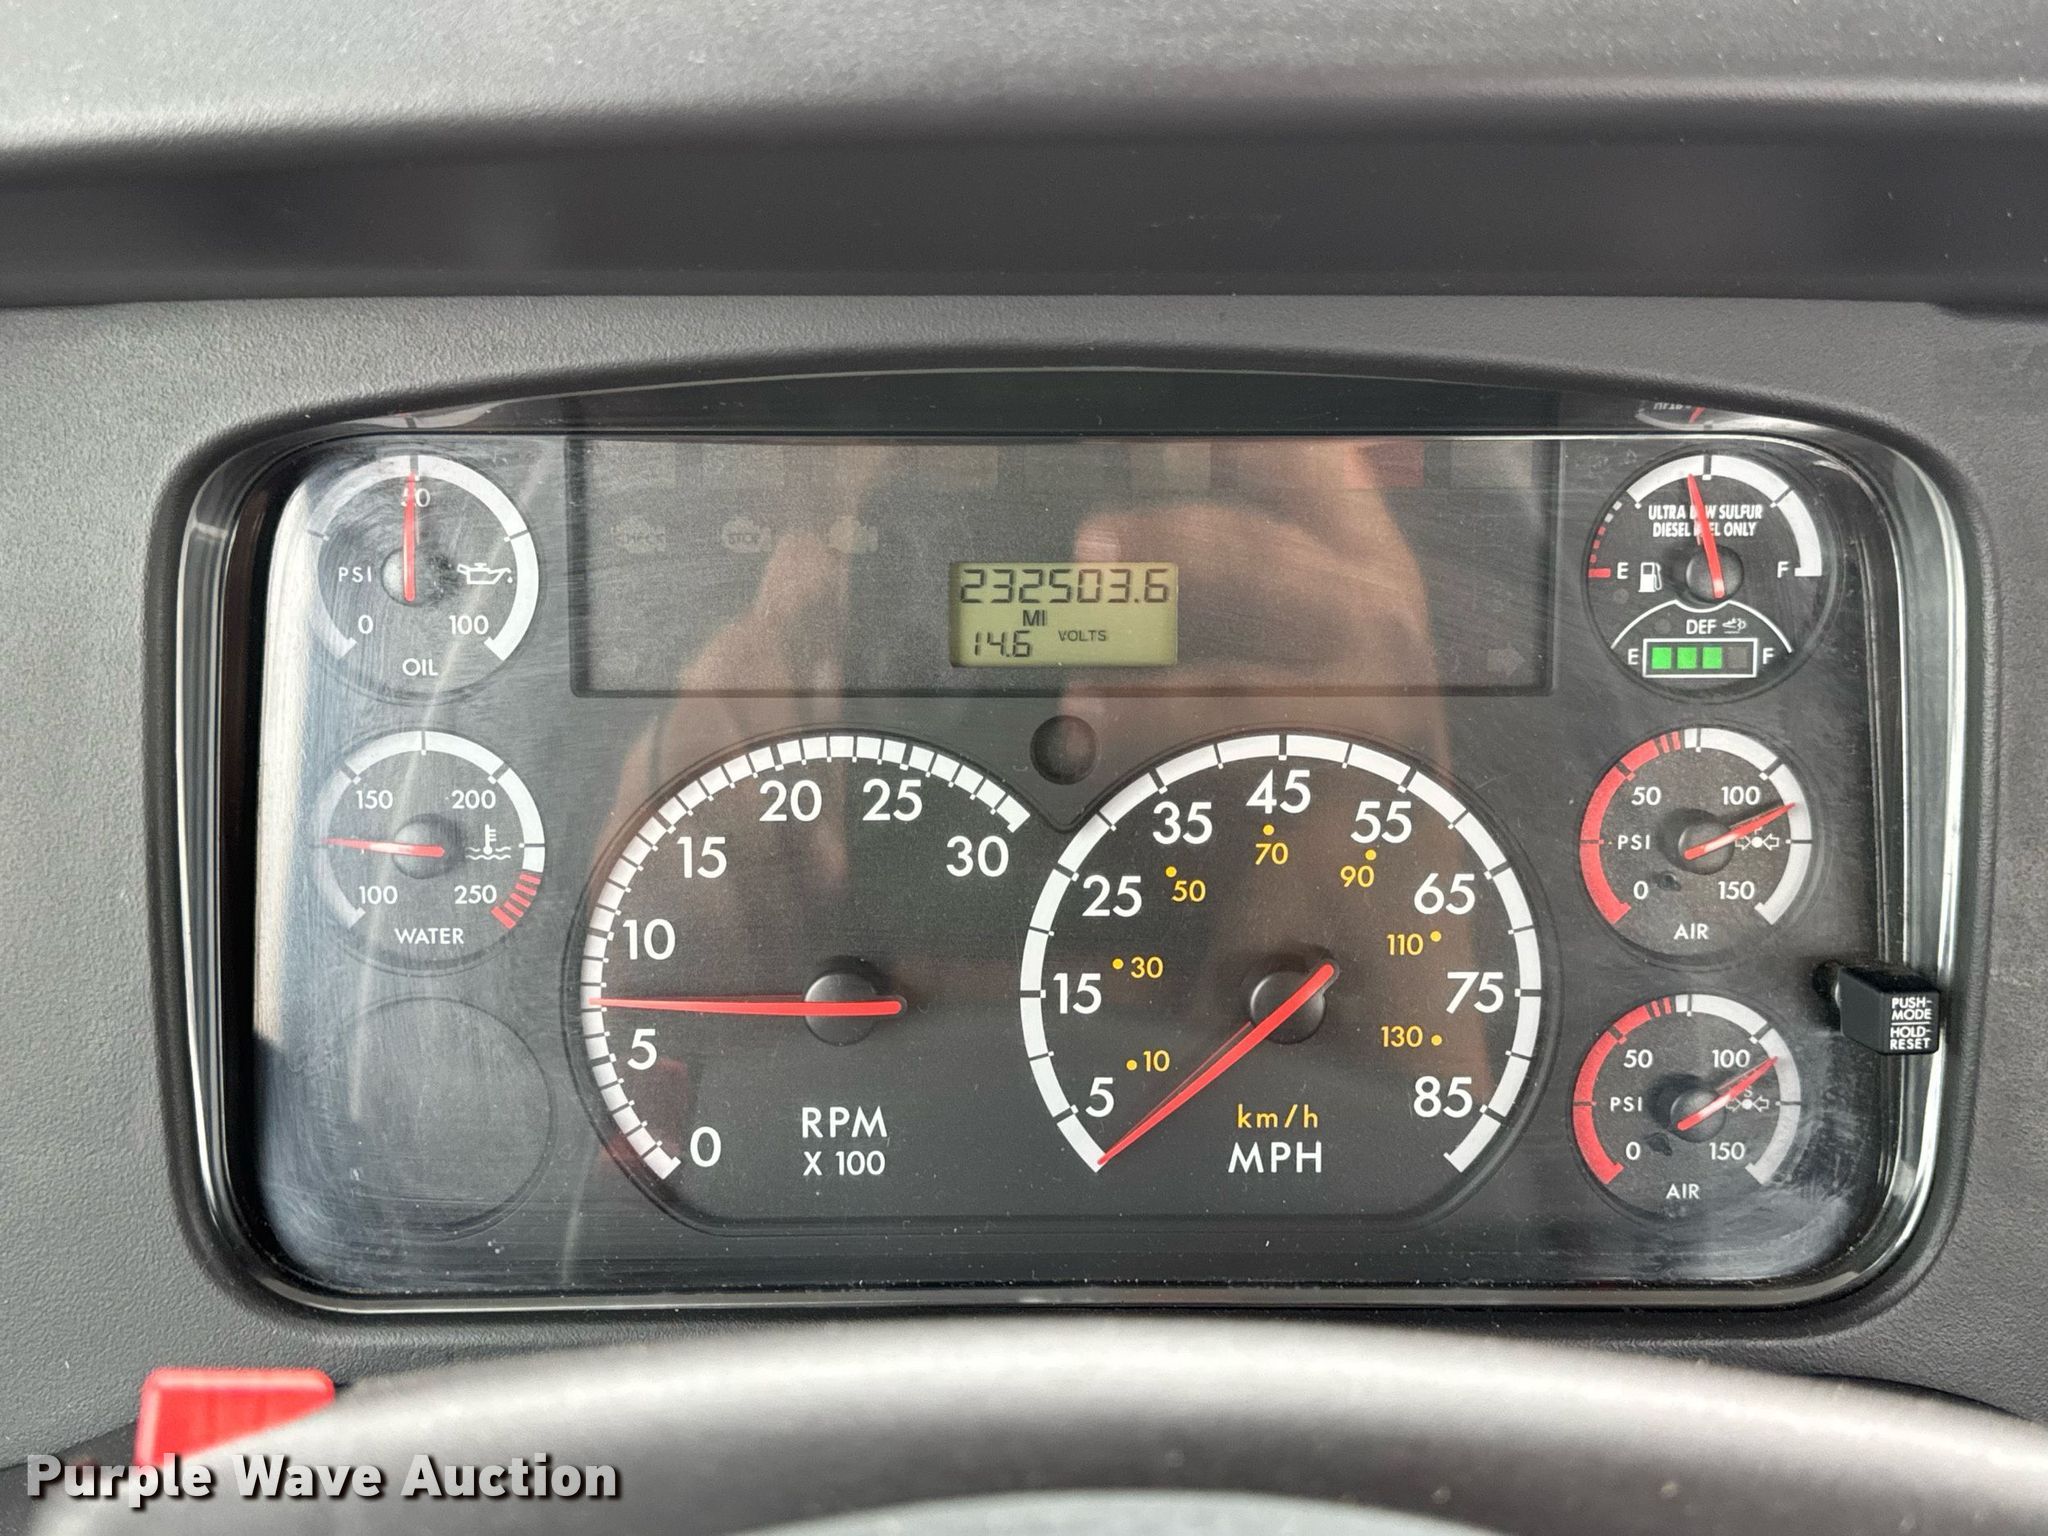 50
PSI
0
100
OIL
CHECK
STOP
232503.6
MI
14.6 VOLTS
ULTRA LOW SULFUR
DIESEL FUEL ONLY
E
F
DEF
E
F
150
200
100
250
WATER
0
5
10
15
20
25
30
RPM
X 100
5
15
25
35
45
55
65
75
85
10
30
50
70
90
110
130
km/h
MPH
50
100
PSI
0
150
AIR
50
100
PSI
0
150
AIR
PUSH-
MODE
HOLD-
RESET
Purple Wave Auction